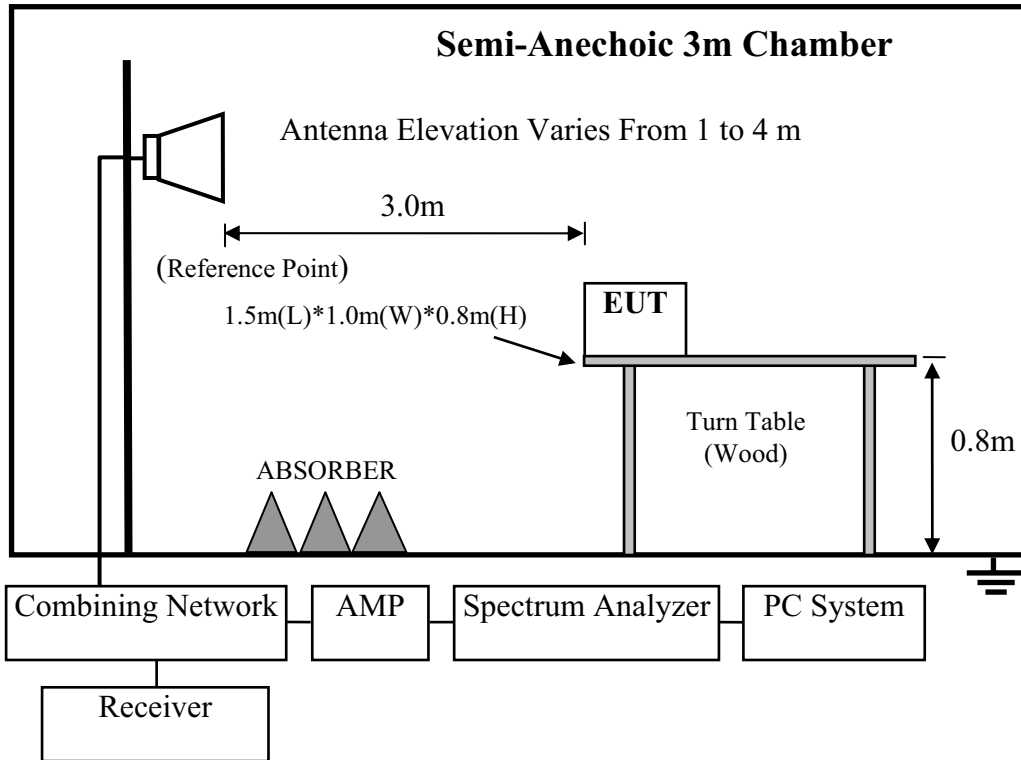 Semi-Anechoic 3m Chamber
Antenna Elevation Varies From 1 to 4 m
3.0m
(Reference Point)
1.5m(L)*1.0m(W)*0.8m(H)
EUT
Turn Table
(Wood)
0.8m
ABSORBER
Combining Network
AMP
Spectrum Analyzer
PC System
Receiver